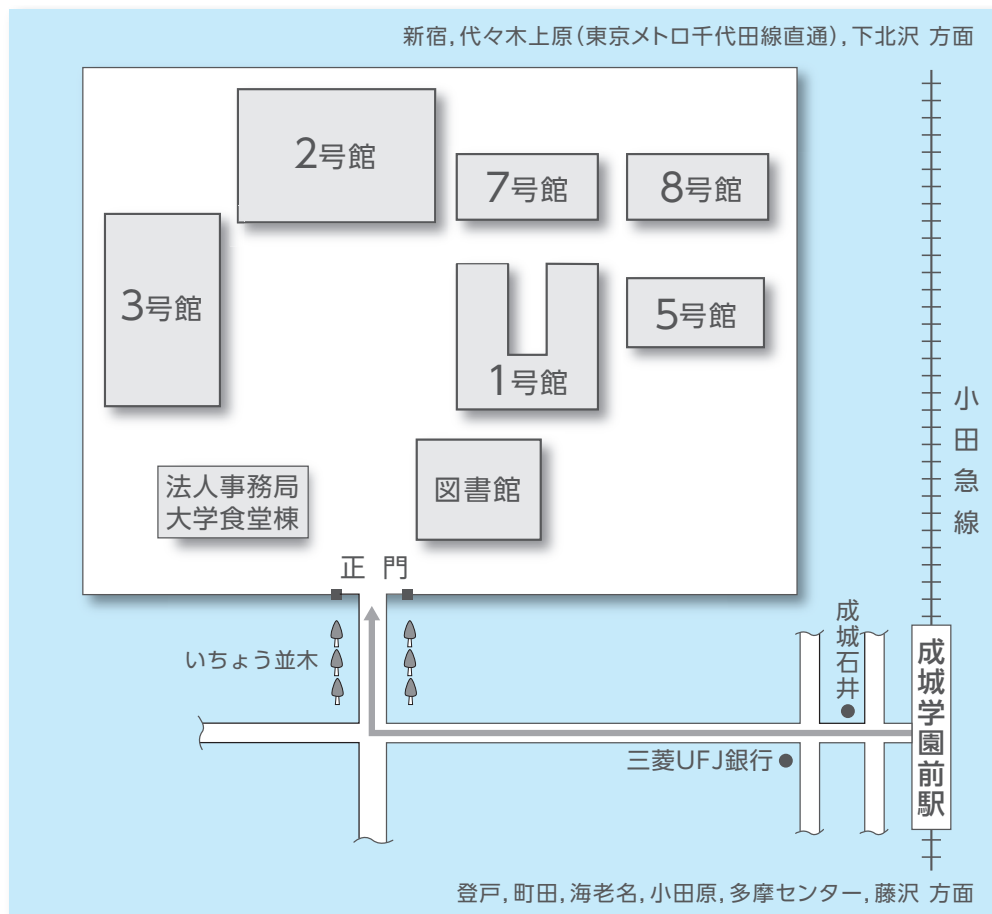 新宿,代々木上原(東京メトロ千代田線直通),下北沢 方面
2号館
7号館
8号館
3号館
5号館
1号館
小田急線
図書館
法人事務局
大学食堂棟
正 門
いちょう並木
成城石井
成城学園前駅
三菱UFJ銀行
登戸,町田,海老名,小田原,多摩センター,藤沢 方面